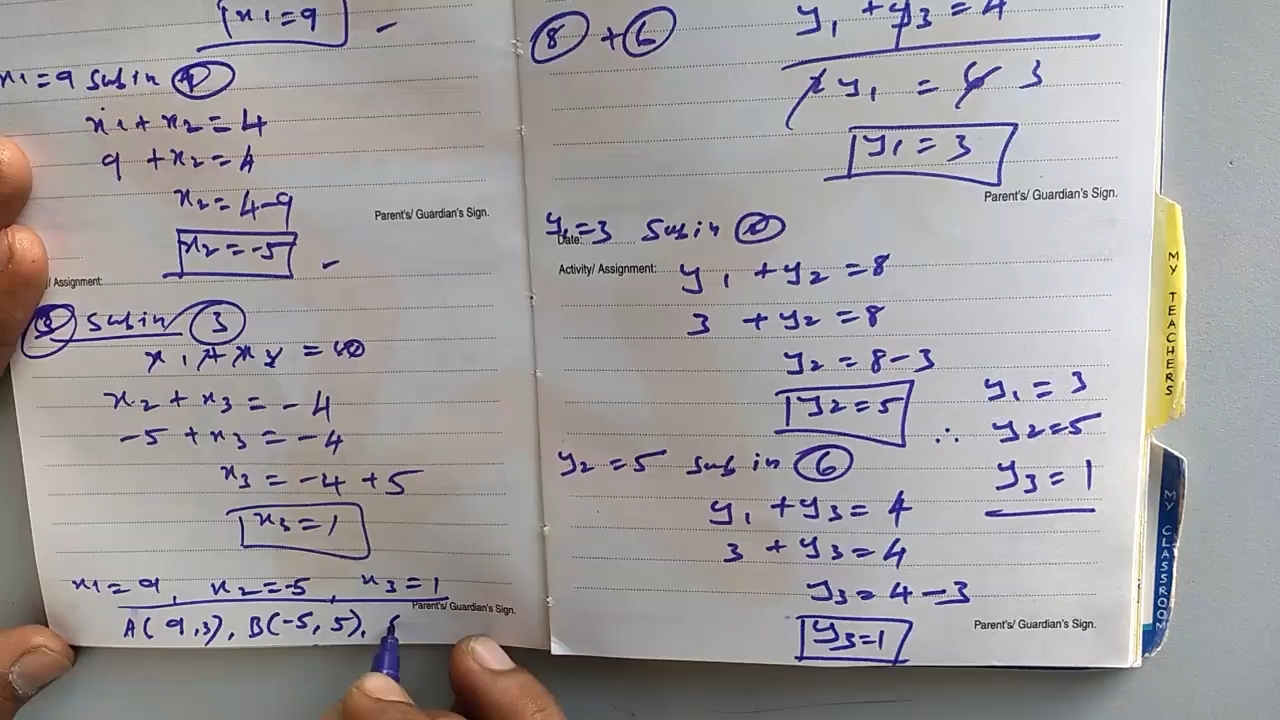 x1=9
x1=9 Sub in 1
x1+x2=4
9+x2=4
x2=4-9
Parent's/ Guardian's Sign.
x2=-5
/ Assignment:
Sub in 3
x2+x3=-4
-5+x3=-4
x3=-4+5
x3=1
x1=9, x2=-5, x3=1
Parent's/ Guardian's Sign.
A(9,3), B(-5,5),
8+6
y1+y3=4
2y1=6 3
y1=3
Parent's/ Guardian's Sign.
y1=3 Sub in
Date:
Activity/ Assignment:
y1+y2=8
3+y2=8
y2=8-3
y2=5
y1=3
∴ y2=5
y3=1
y2=5 sub in 6
y1+y3=4
3+y3=4
y3=4-3
Parent's/ Guardian's Sign.
y3=1
MY TEACHERS
MY CLASSROOM